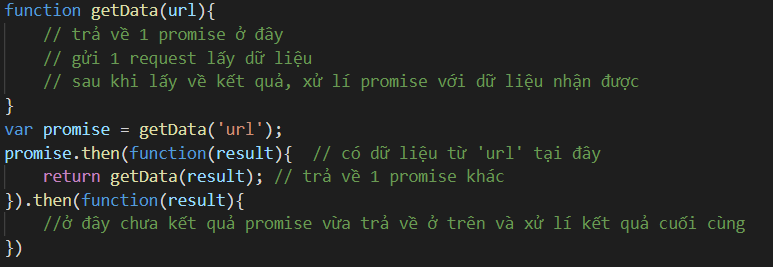 function getData(url){
// trả về 1 promise ở đây
// gửi 1 request lấy dữ liệu
// sau khi lấy về kết quả, xử lí promise với dữ liệu nhận được
}
var promise = getData('url');
promise.then(function(result){ // có dữ liệu từ 'url' tại đây
return getData(result); // trả về 1 promise khác
}).then(function(result){
//ở đây chưa kết quả promise vừa trả về ở trên và xử lí kết quả cuối cùng
})